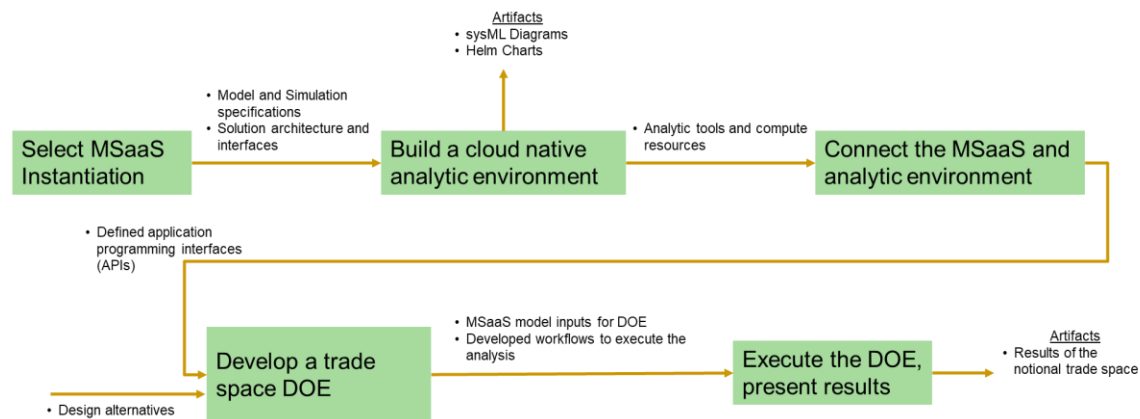 Artifacts
• sysML Diagrams
• Helm Charts
• Model and Simulation
specifications
• Solution architecture and
interfaces
• Analytic tools and compute
resources
Select MSaaS
Instantiation
Build a cloud native
analytic environment
Connect the MSaaS and
analytic environment
• Defined application
programming interfaces
(APIs)
• MSaaS model inputs for DOE
• Developed workflows to execute the
analysis
Artifacts
• Results of the
notional trade space
Develop a trade
space DOE
Execute the DOE,
present results
• Design alternatives